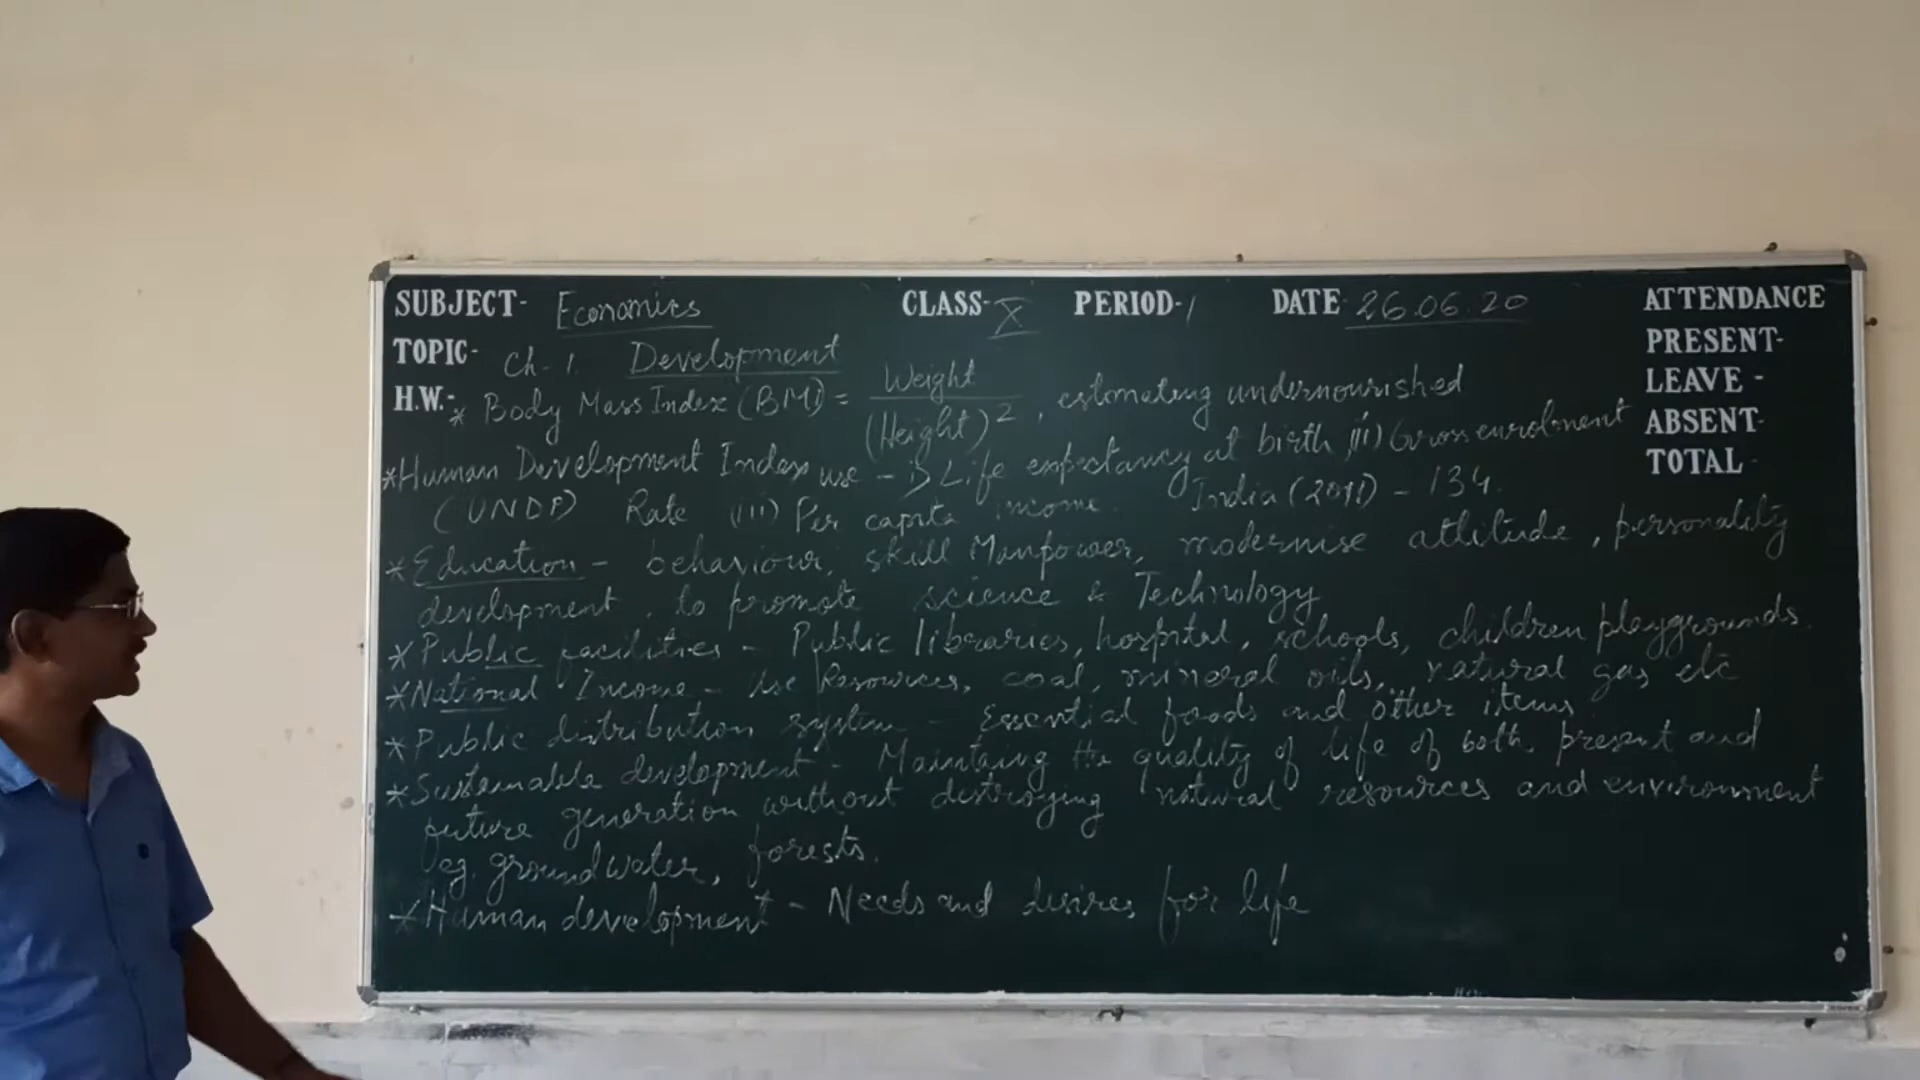 SUBJECT- Economics CLASS- X PERIOD- 1 DATE 26.06.20 ATTENDANCE
TOPIC- Ch-1. Development PRESENT-
H.W.- * Body Mass Index (BMI) = Weight / (Height)², estimating undernourished LEAVE -
*Human Development Index use - i) Life expectancy at birth, ii) Gross enrolment ABSENT-
(UNDP) Rate (iii) Per capita income. India (2011) - 134. TOTAL -
*Education - behaviour, skill Manpower, modernise attitude, personality
development, to promote science & Technology
*Public facilities - Public libraries, hospital, schools, children playgrounds.
*National Income - Use Resources, coal, mineral oils, natural gas etc
*Public distribution system - Essential foods and other items
*Sustainable development - Maintaing the quality of life of both present and
future generation without destroying natural resources and environment
eg. groundwater, forests.
*Human development - Needs and desires for life